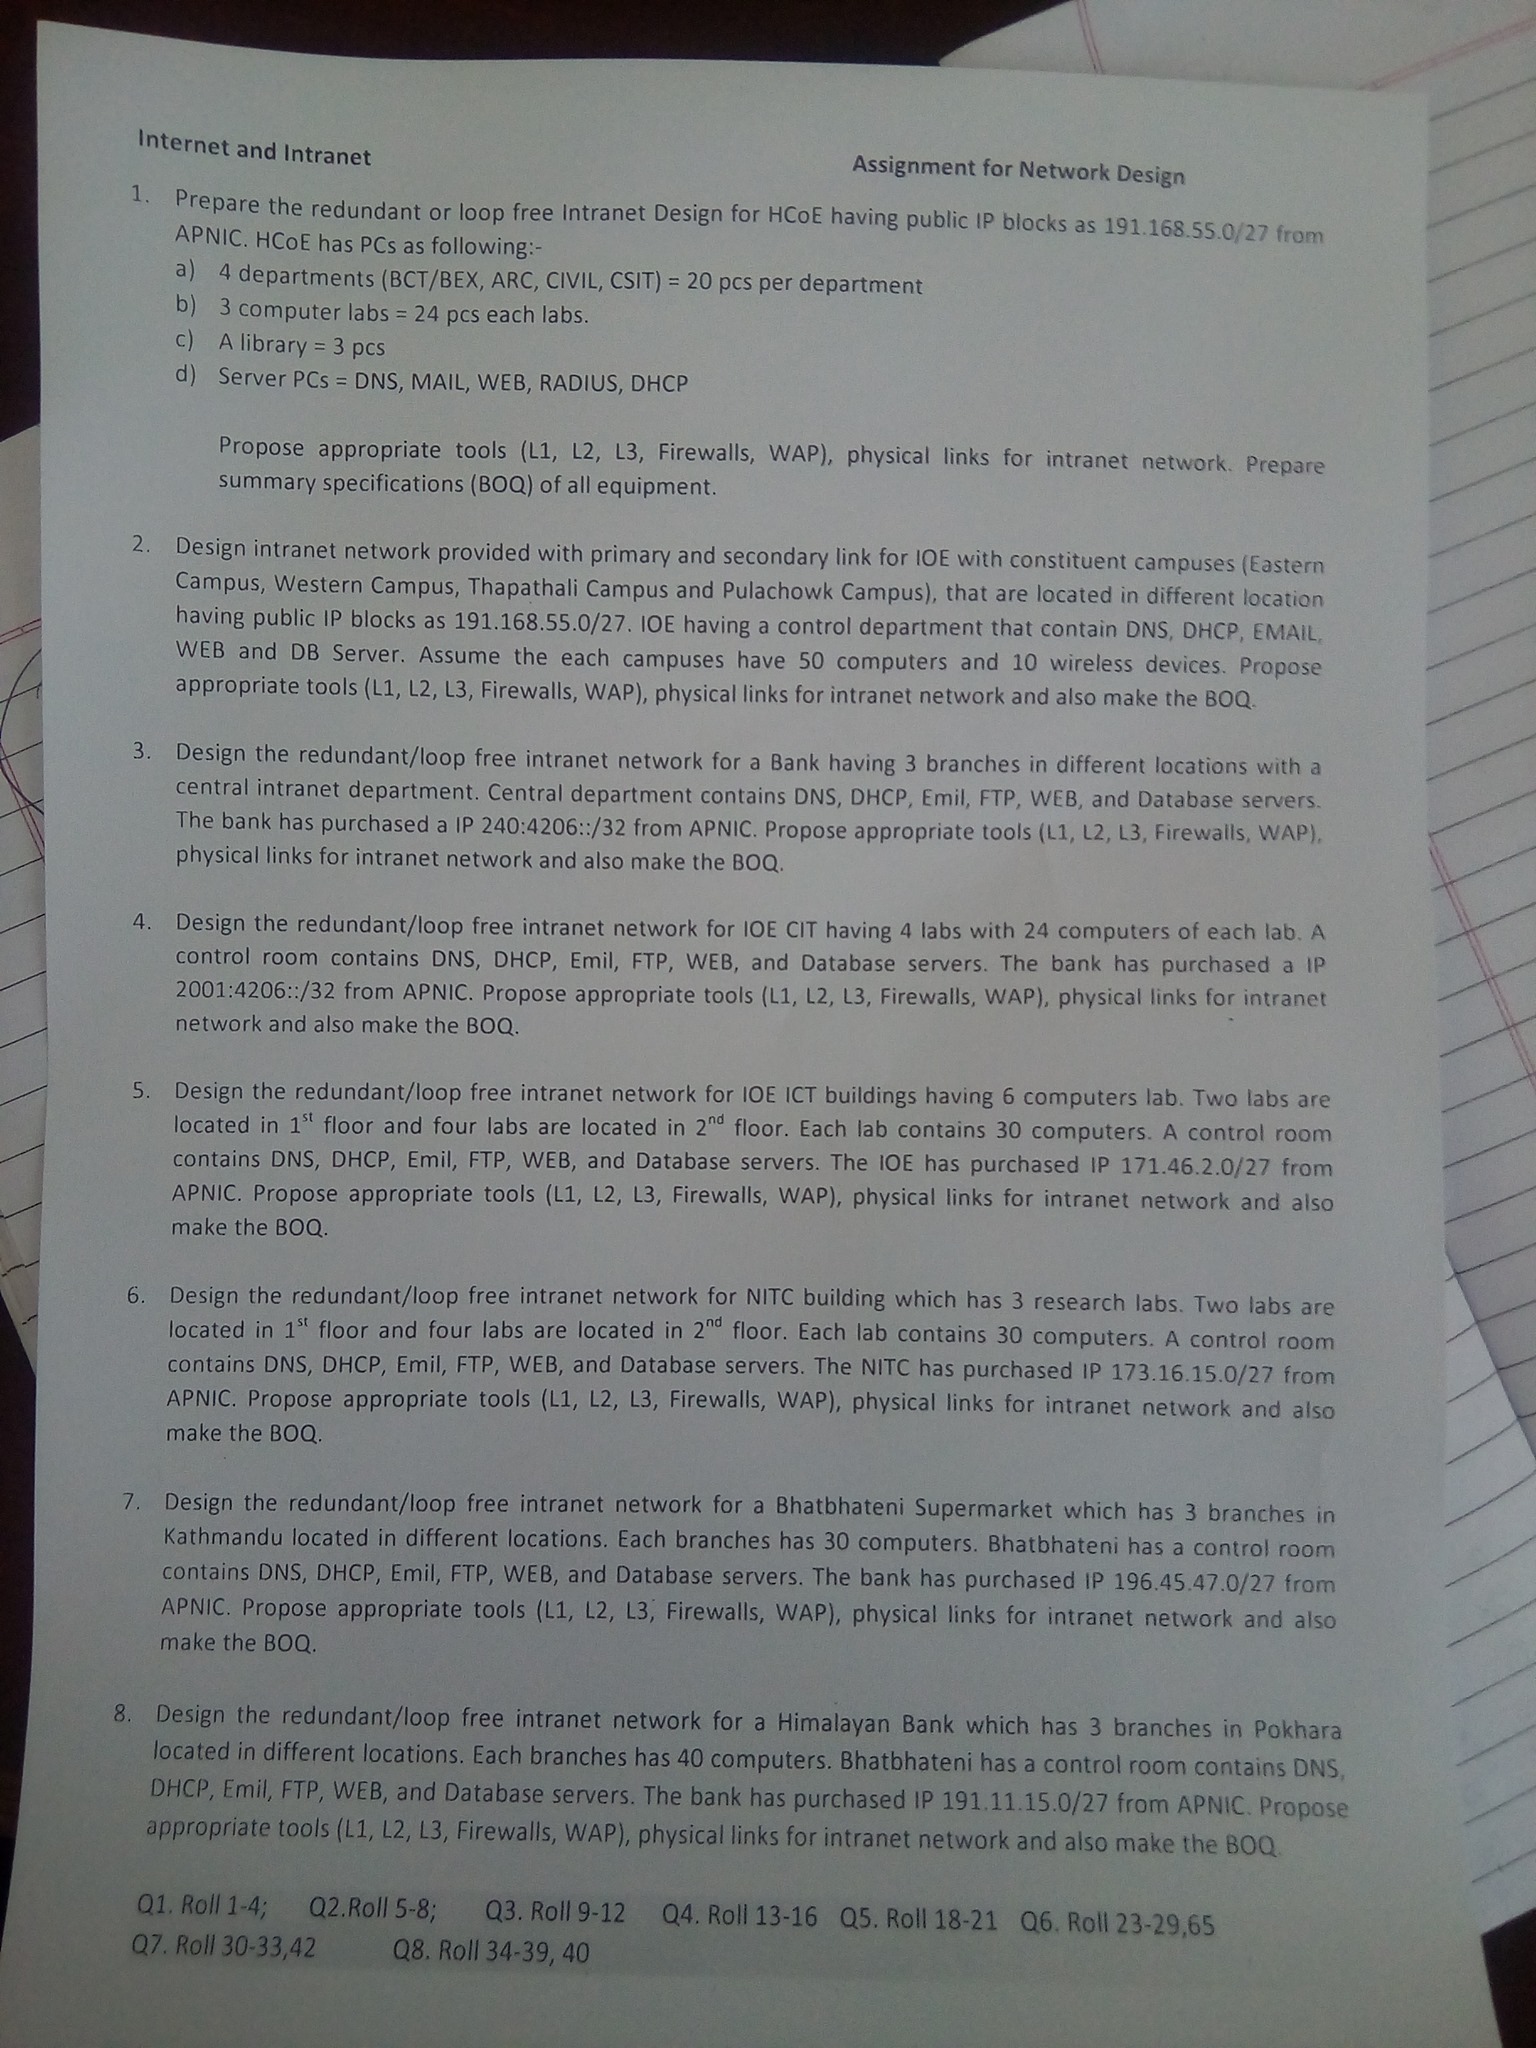 Internet and Intranet
Assignment for Network Design
1. Prepare the redundant or loop free Intranet Design for HCoE having public IP blocks as 191.168.55.0/27 from
APNIC. HCoE has PCs as following:-
a) 4 departments (BCT/BEX, ARC, CIVIL, CSIT) = 20 pcs per department
b) 3 computer labs = 24 pcs each labs.
c) A library = 3 pcs
d) Server PCs = DNS, MAIL, WEB, RADIUS, DHCP
Propose appropriate tools (L1, L2, L3, Firewalls, WAP), physical links for intranet network. Prepare
summary specifications (BOQ) of all equipment.
2. Design intranet network provided with primary and secondary link for IOE with constituent campuses (Eastern
Campus, Western Campus, Thapathali Campus and Pulachowk Campus), that are located in different location
having public IP blocks as 191.168.55.0/27. IOE having a control department that contain DNS, DHCP, EMAIL,
WEB and DB Server. Assume the each campuses have 50 computers and 10 wireless devices. Propose
appropriate tools (L1, L2, L3, Firewalls, WAP), physical links for intranet network and also make the BOQ.
3. Design the redundant/loop free intranet network for a Bank having 3 branches in different locations with a
central intranet department. Central department contains DNS, DHCP, Emil, FTP, WEB, and Database servers.
The bank has purchased a IP 240:4206::/32 from APNIC. Propose appropriate tools (L1, L2, L3, Firewalls, WAP),
physical links for intranet network and also make the BOQ.
4. Design the redundant/loop free intranet network for IOE CIT having 4 labs with 24 computers of each lab. A
control room contains DNS, DHCP, Emil, FTP, WEB, and Database servers. The bank has purchased a IP
2001:4206::/32 from APNIC. Propose appropriate tools (L1, L2, L3, Firewalls, WAP), physical links for intranet
network and also make the BOQ.
5. Design the redundant/loop free intranet network for IOE ICT buildings having 6 computers lab. Two labs are
located in 1st floor and four labs are located in 2nd floor. Each lab contains 30 computers. A control room
contains DNS, DHCP, Emil, FTP, WEB, and Database servers. The IOE has purchased IP 171.46.2.0/27 from
APNIC. Propose appropriate tools (L1, L2, L3, Firewalls, WAP), physical links for intranet network and also
make the BOQ.
6. Design the redundant/loop free intranet network for NITC building which has 3 research labs. Two labs are
located in 1st floor and four labs are located in 2nd floor. Each lab contains 30 computers. A control room
contains DNS, DHCP, Emil, FTP, WEB, and Database servers. The NITC has purchased IP 173.16.15.0/27 from
APNIC. Propose appropriate tools (L1, L2, L3, Firewalls, WAP), physical links for intranet network and also
make the BOQ.
7. Design the redundant/loop free intranet network for a Bhatbhateni Supermarket which has 3 branches in
Kathmandu located in different locations. Each branches has 30 computers. Bhatbhateni has a control room
contains DNS, DHCP, Emil, FTP, WEB, and Database servers. The bank has purchased IP 196.45.47.0/27 from
APNIC. Propose appropriate tools (L1, L2, L3, Firewalls, WAP), physical links for intranet network and also
make the BOQ.
8. Design the redundant/loop free intranet network for a Himalayan Bank which has 3 branches in Pokhara
located in different locations. Each branches has 40 computers. Bhatbhateni has a control room contains DNS,
DHCP, Emil, FTP, WEB, and Database servers. The bank has purchased IP 191.11.15.0/27 from APNIC. Propose
appropriate tools (L1, L2, L3, Firewalls, WAP), physical links for intranet network and also make the BOQ.
Q1. Roll 1-4; Q2.Roll 5-8; Q3. Roll 9-12 Q4. Roll 13-16 Q5. Roll 18-21 Q6. Roll 23-29,65
Q7. Roll 30-33,42 Q8. Roll 34-39, 40